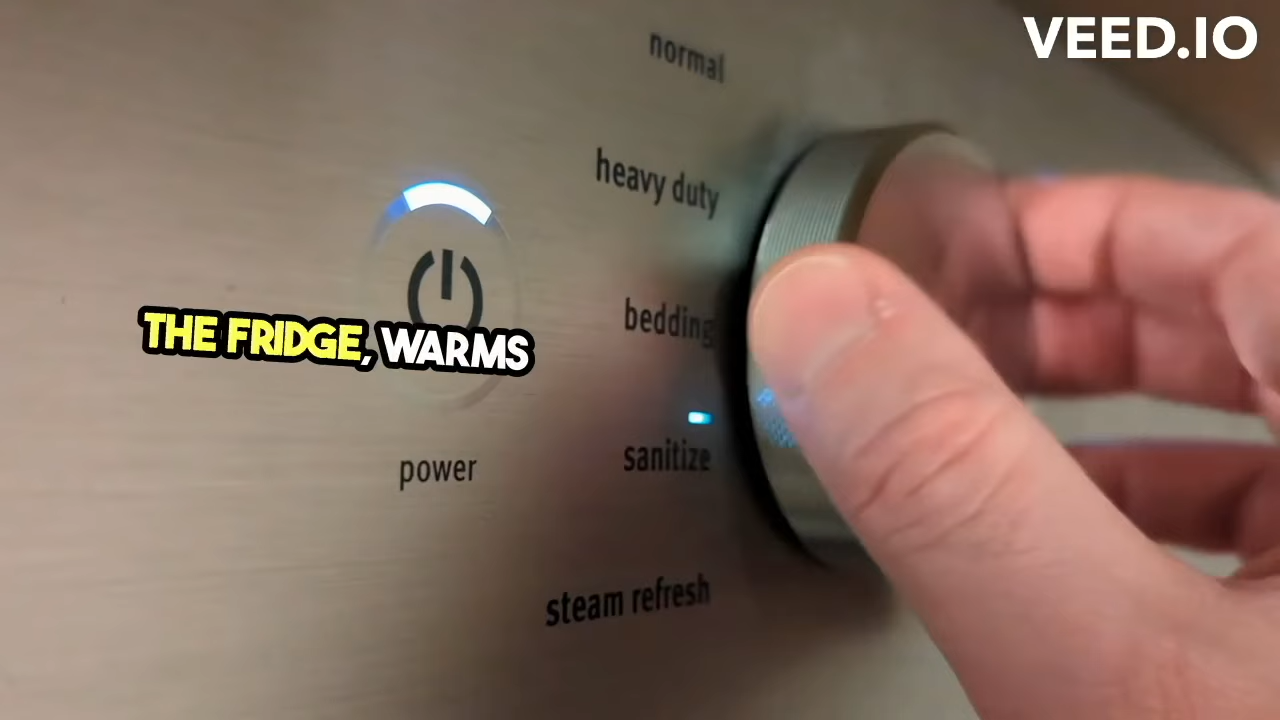 VEED.IO
normal
heavy duty
bedding
sanitize
steam refresh
power
THE FRIDGE, WARMS